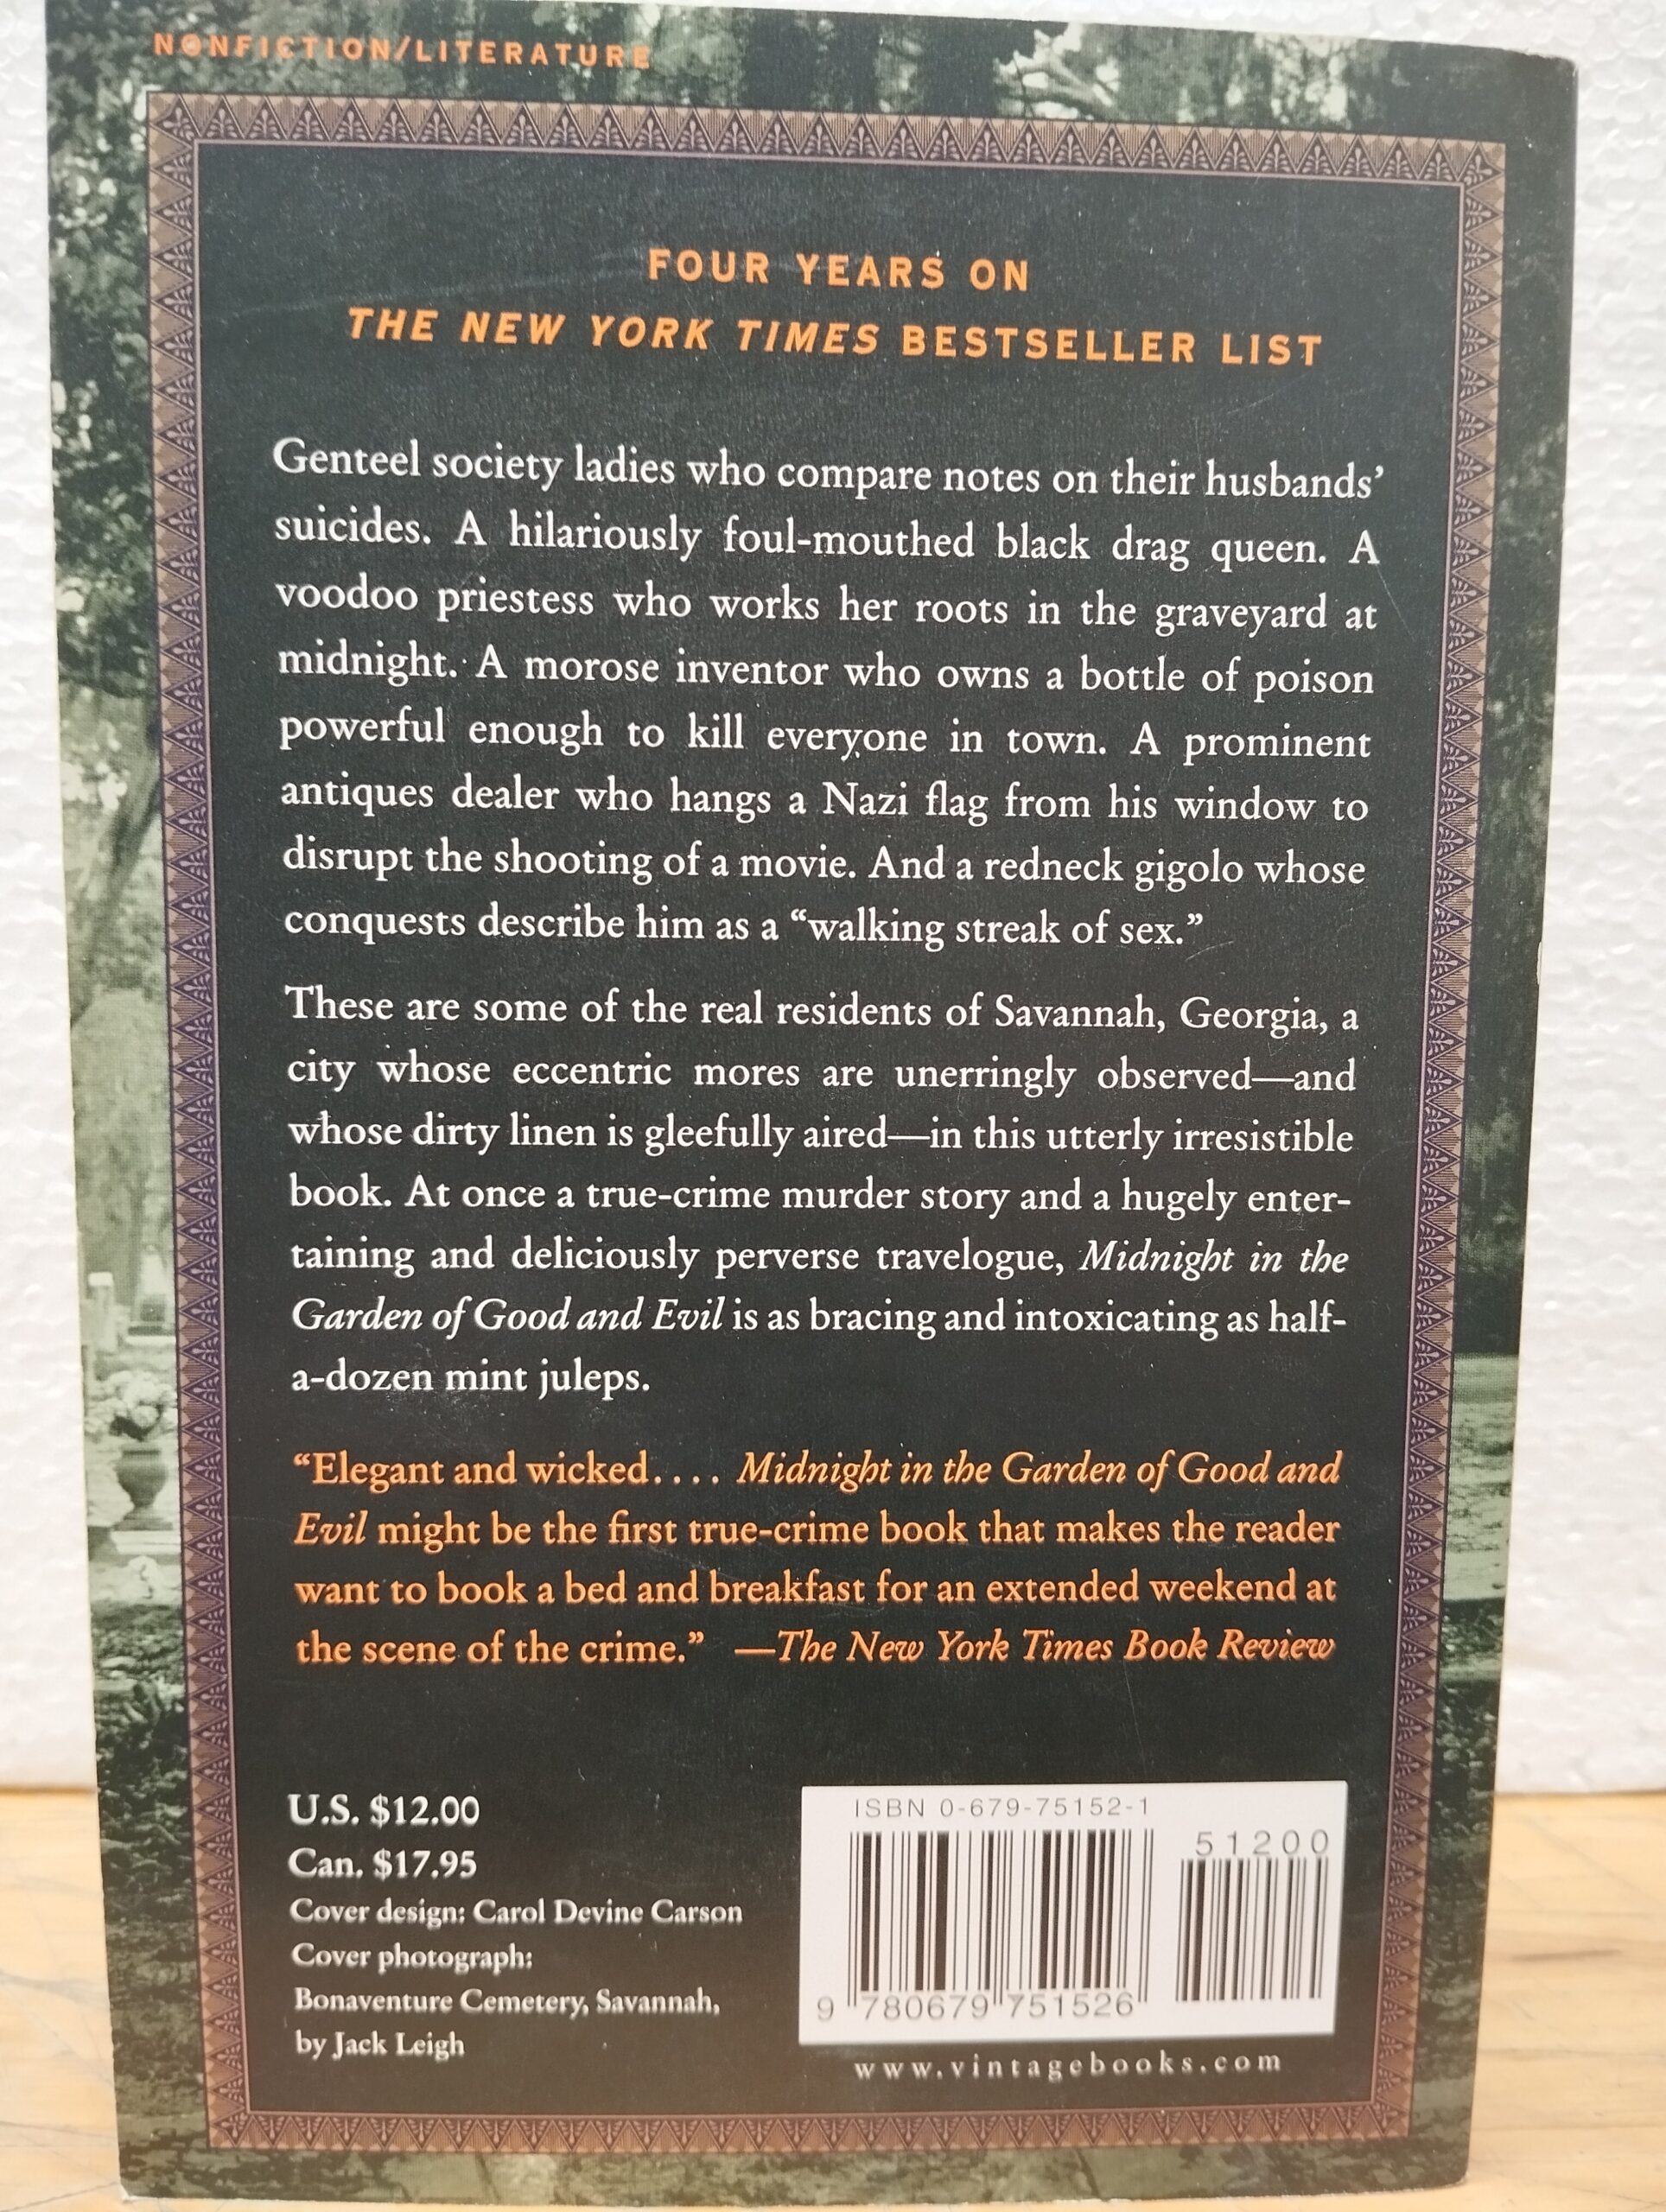 NONFICTION/LITERATURE
FOUR YEARS ON
THE NEW YORK TIMES BESTSELLER LIST
Genteel society ladies who compare notes on their husbands’
suicides. A hilariously foul-mouthed black drag queen. A
voodoo priestess who works her roots in the graveyard at
midnight. A morose inventor who owns a bottle of poison
powerful enough to kill everyone in town. A prominent
antiques dealer who hangs a Nazi flag from his window to
disrupt the shooting of a movie. And a redneck gigolo whose
conquests describe him as a “walking streak of sex.”
These are some of the real residents of Savannah, Georgia, a
city whose eccentric mores are unerringly observed—and
whose dirty linen is gleefully aired—in this utterly irresistible
book. At once a true-crime murder story and a hugely enter-
taining and deliciously perverse travelogue, Midnight in the
Garden of Good and Evil is as bracing and intoxicating as half-
a-dozen mint juleps.
“Elegant and wicked.... Midnight in the Garden of Good and
Evil might be the first true-crime book that makes the reader
want to book a bed and breakfast for an extended weekend at
the scene of the crime.” —The New York Times Book Review
U.S. $12.00
Can. $17.95
Cover design: Carol Devine Carson
Cover photograph:
Bonaventure Cemetery, Savannah,
by Jack Leigh
ISBN 0-679-75152-1
51200
9 780679 751526
www.vintagebooks.com